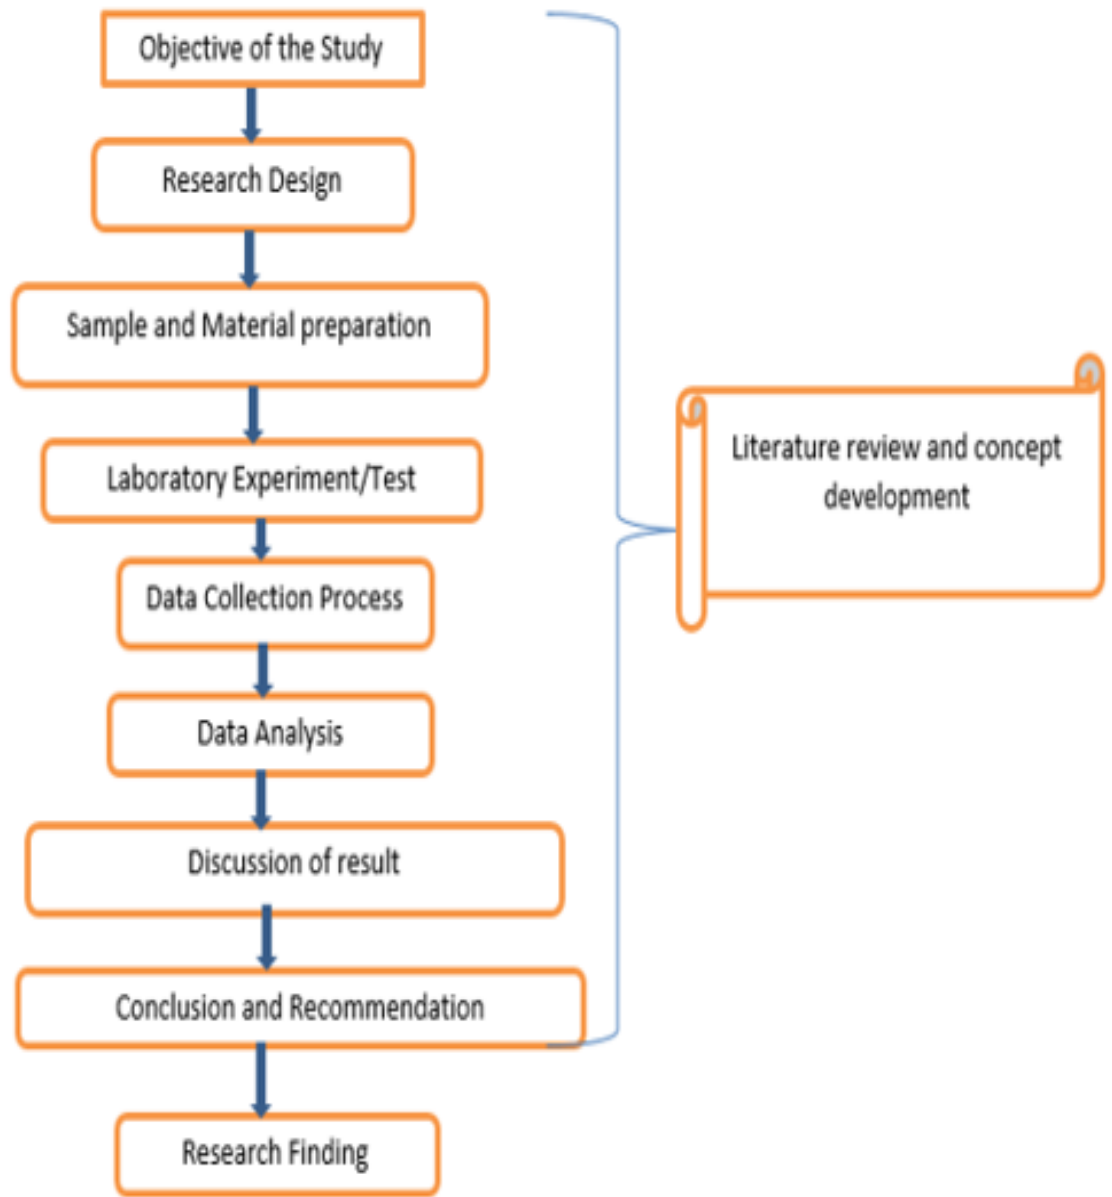 Objective of the Study
Research Design
Sample and Material preparation
Laboratory Experiment/Test
Data Collection Process
Data Analysis
Discussion of result
Conclusion and Recommendation
Research Finding
Literature review and concept
development